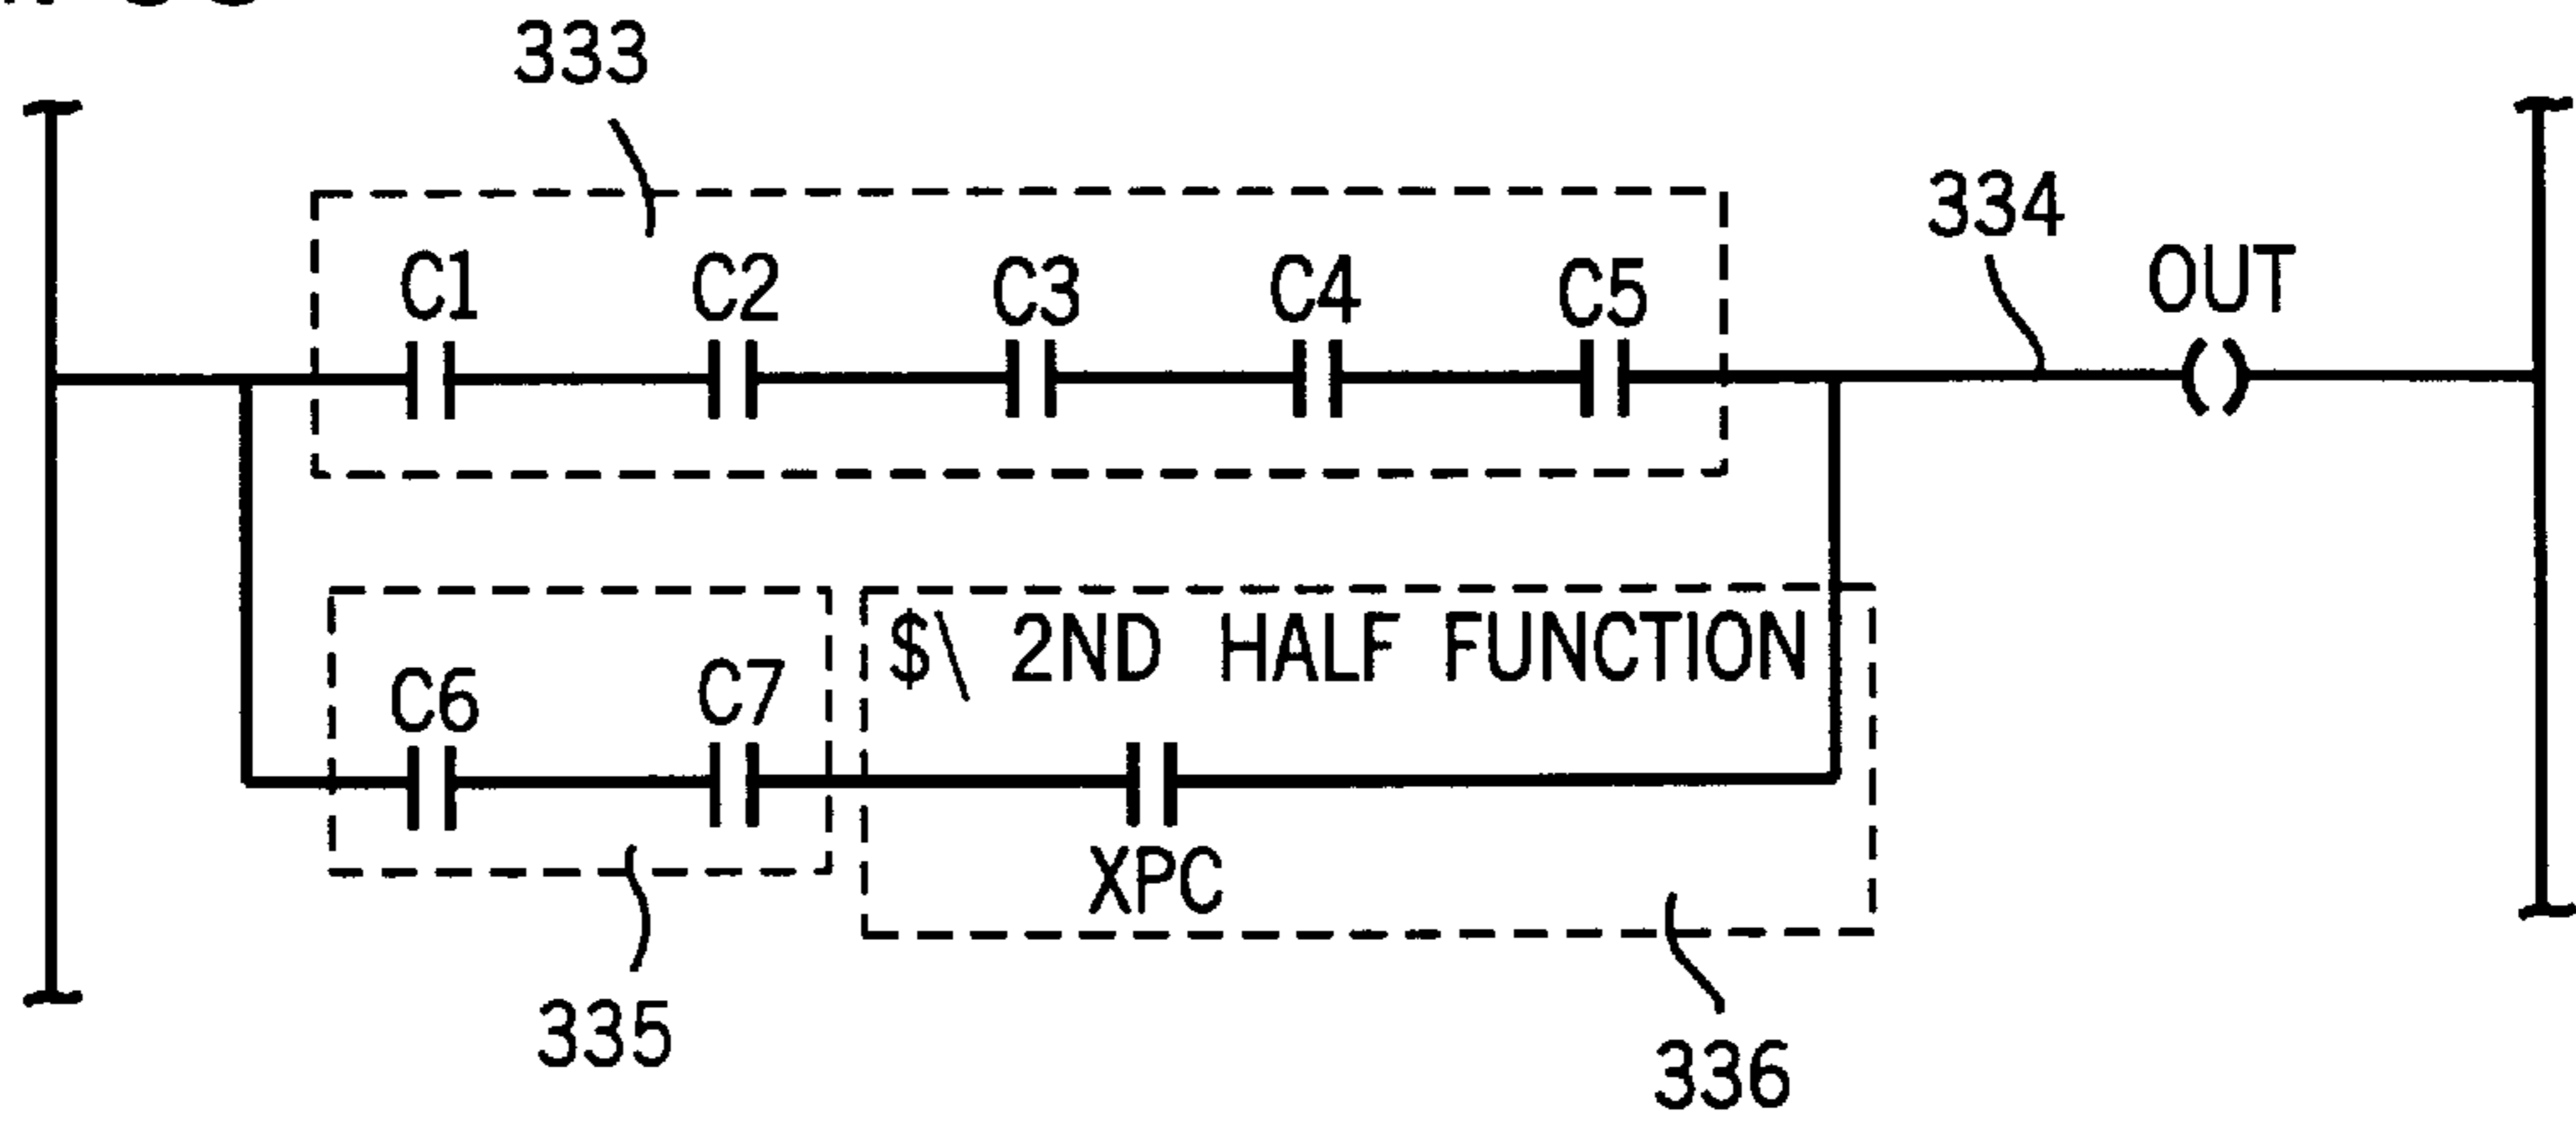 333
334
C1 C2 C3 C4 C5 OUT
$\ 2ND HALF FUNCTION
C6 C7
XPC
335
336